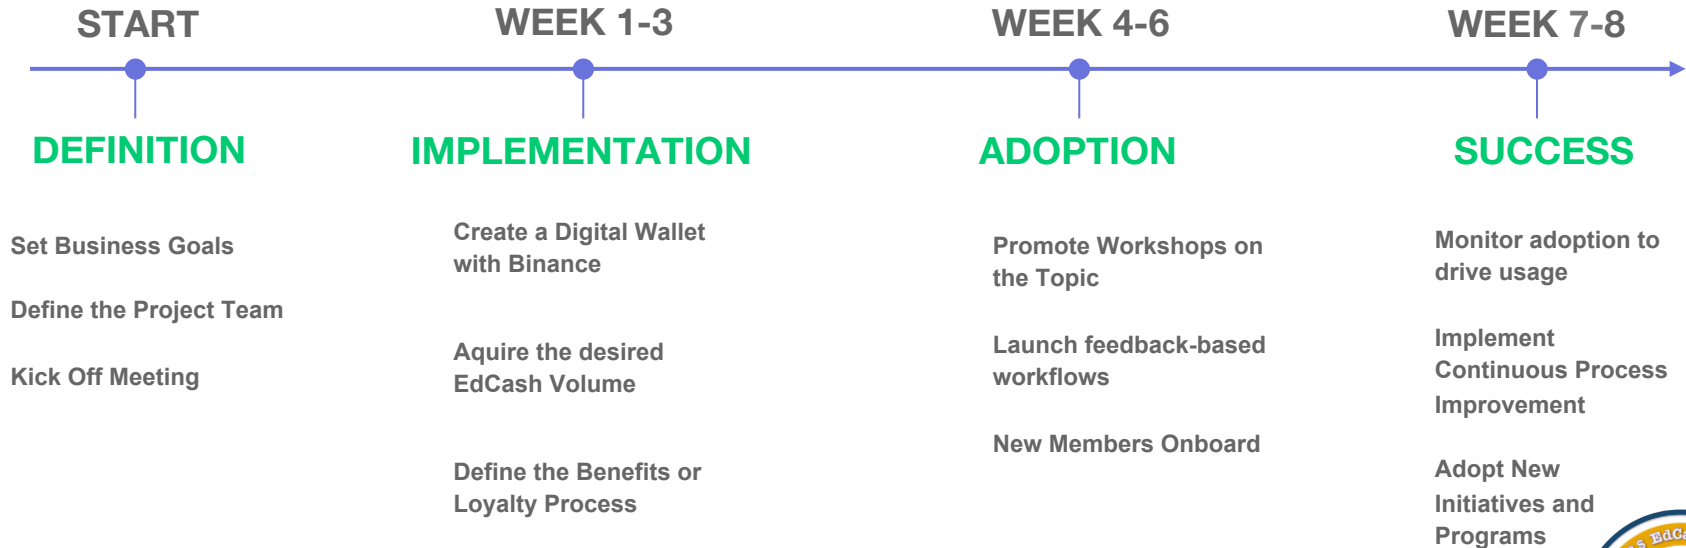 START
WEEK 1-3
WEEK 4-6
WEEK 7-8
DEFINITION
IMPLEMENTATION
ADOPTION
SUCCESS
Set Business Goals
Define the Project Team
Kick Off Meeting
Create a Digital Wallet
with Binance
Aquire the desired
EdCash Volume
Define the Benefits or
Loyalty Process
Promote Workshops on
the Topic
Launch feedback-based
workflows
New Members Onboard
Monitor adoption to
drive usage
Implement
Continuous Process
Improvement
Adopt New
Initiatives and
Programs